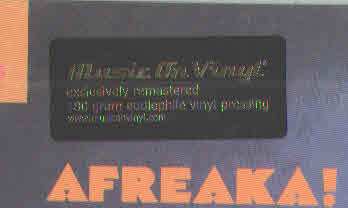 Music On Vinyl
exclusively remastered
180 gram audiophile vinyl pressing
www.musiconvinyl.com
AFREAKA!